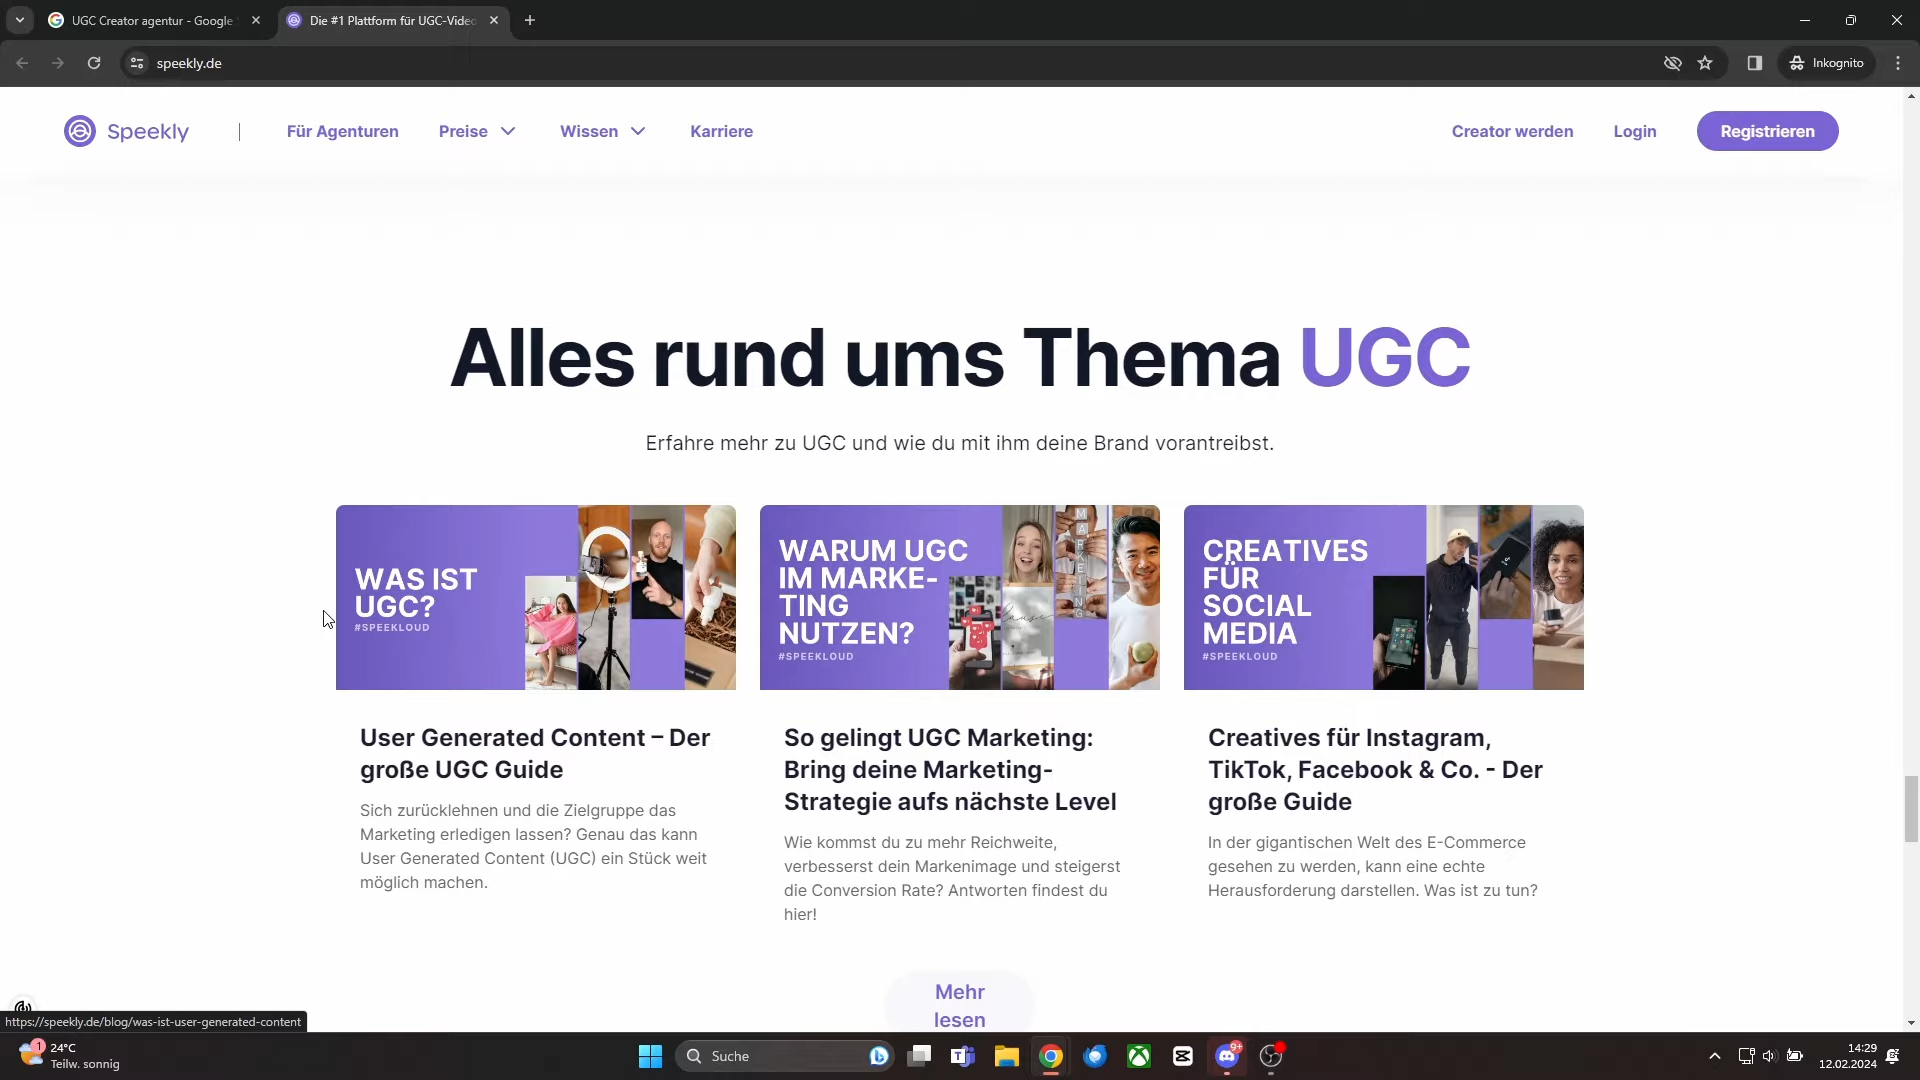 UGC Creator agentur - Google
Die #1 Plattform für UGC-Video
speekly.de
Inkognito
Speekly
Für Agenturen
Preise
Wissen
Karriere
Creator werden
Login
Registrieren
Alles rund ums Thema UGC
Erfahre mehr zu UGC und wie du mit ihm deine Brand vorantreibst.
WAS IST
UGC?
#SPEEKLOUD
WARUM UGC
IM MARKE-
TING
NUTZEN?
#SPEEKLOUD
MARKETING
CREATIVES
FÜR
SOCIAL
MEDIA
#SPEEKLOUD
User Generated Content – Der
große UGC Guide
Sich zurücklehnen und die Zielgruppe das
Marketing erledigen lassen? Genau das kann
User Generated Content (UGC) ein Stück weit
möglich machen.
So gelingt UGC Marketing:
Bring deine Marketing-
Strategie aufs nächste Level
Wie kommst du zu mehr Reichweite,
verbesserst dein Markenimage und steigerst
die Conversion Rate? Antworten findest du
hier!
Creatives für Instagram,
TikTok, Facebook & Co. - Der
große Guide
In der gigantischen Welt des E-Commerce
gesehen zu werden, kann eine echte
Herausforderung darstellen. Was ist zu tun?
Mehr
lesen
https://speekly.de/blog/was-ist-user-generated-content
1
24°C
Teilw. sonnig
Suche
9+
14:29
12.02.2024